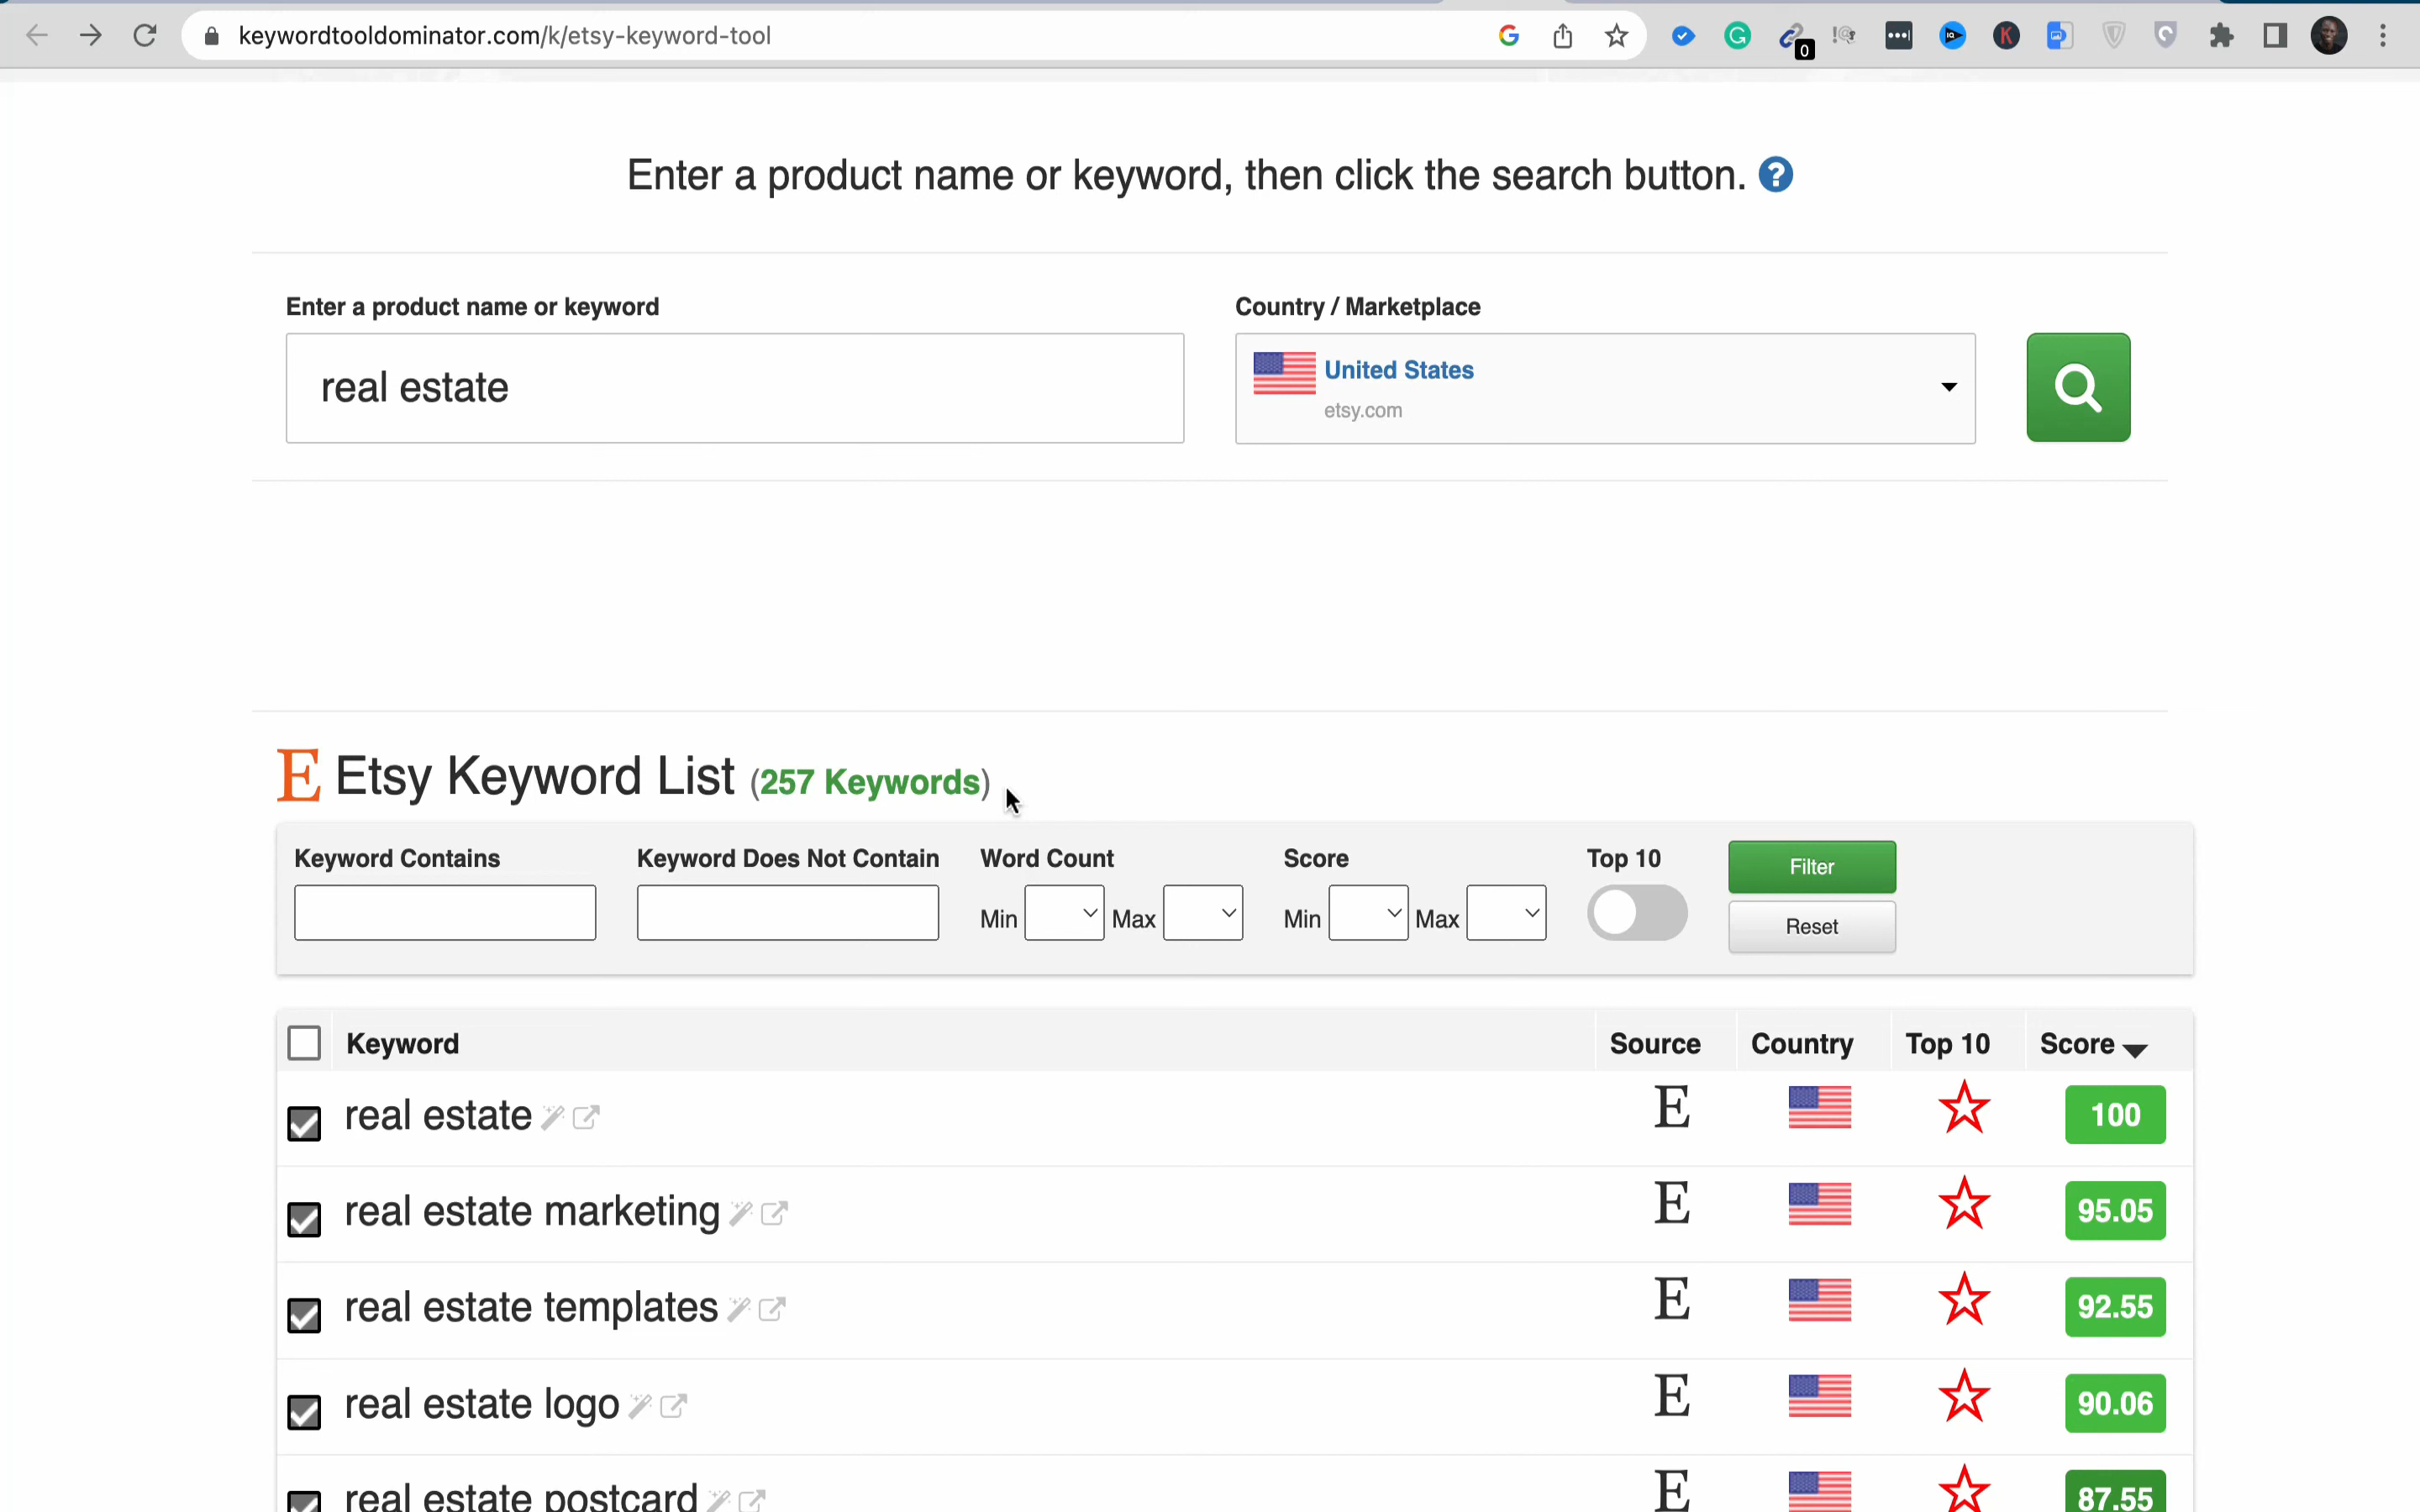 keywordtooldominator.com/k/etsy-keyword-tool
0
Enter a product name or keyword, then click the search button. ?
Enter a product name or keyword
Country / Marketplace
real estate
United States
etsy.com
E Etsy Keyword List (257 Keywords)
Keyword Contains Keyword Does Not Contain Word Count Score Top 10 Filter
Min Max Min Max Reset
Keyword Source Country Top 10 Score
real estate E 100
real estate marketing E 95.05
real estate templates E 92.55
real estate logo E 90.06
real estate postcard E 87.55